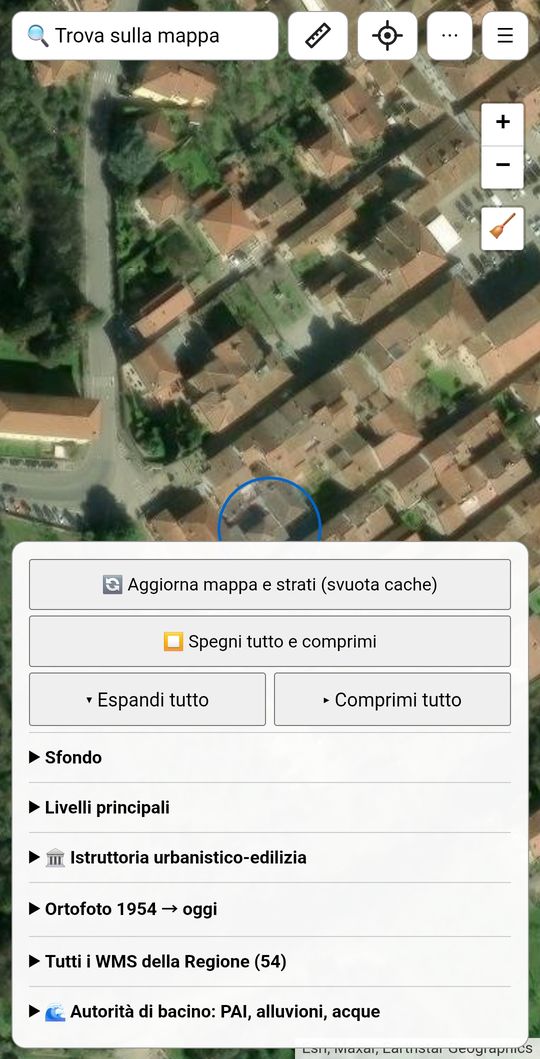 🔍 Trova sulla mappa
...
☰
+
−
🔄 Aggiorna mappa e strati (svuota cache)
Spegni tutto e comprimi
▾ Espandi tutto
▸ Comprimi tutto
▶ Sfondo
▶ Livelli principali
▶ 🏛️ Istruttoria urbanistico-edilizia
▶ Ortofoto 1954 → oggi
▶ Tutti i WMS della Regione (54)
▶ 🌊 Autorità di bacino: PAI, alluvioni, acque
Esri, Maxar, Earthstar Geographics